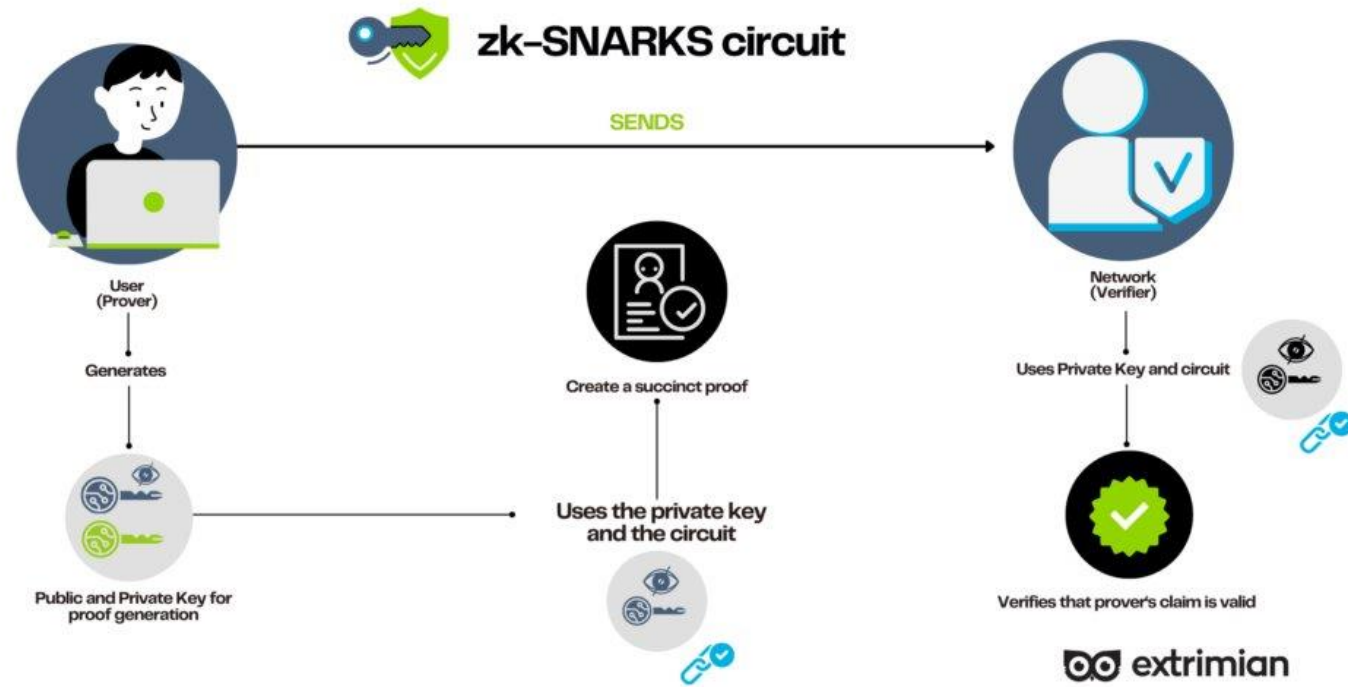 zk-SNARKS circuit
SENDS
User
(Prover)
Generates
Public and Private Key for
proof generation
Uses the private key
and the circuit
Create a succinct proof
Network
(Verifier)
Uses Private Key and circuit
Verifies that prover's claim is valid
extrimian